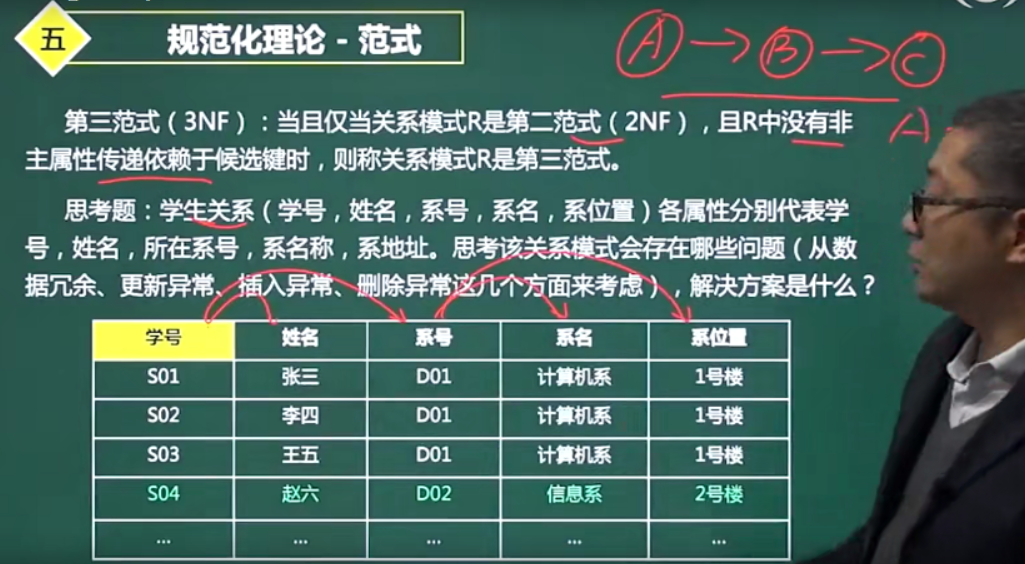 五
规范化理论 - 范式
A → B → C
第三范式（3NF）：当且仅当关系模式R是第二范式（2NF），且R中没有非
A
主属性传递依赖于候选键时，则称关系模式R是第三范式。
思考题：学生关系（学号，姓名，系号，系名，系位置）各属性分别代表学
号，姓名，所在系号，系名称，系地址。思考该关系模式会存在哪些问题（从数
据冗余、更新异常、插入异常、删除异常这几个方面来考虑），解决方案是什么？
学号 姓名 系号 系名 系位置
S01 张三 D01 计算机系 1号楼
S02 李四 D01 计算机系 1号楼
S03 王五 D01 计算机系 1号楼
S04 赵六 D02 信息系 2号楼
... ... ... ... ...